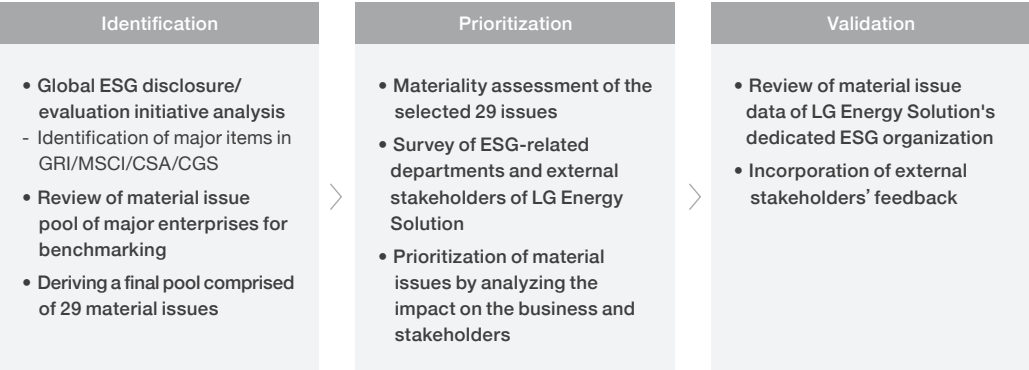 Identification
• Global ESG disclosure/
evaluation initiative analysis
- Identification of major items in
GRI/MSCI/CSA/CGS
• Review of material issue
pool of major enterprises for
benchmarking
• Deriving a final pool comprised
of 29 material issues
Prioritization
• Materiality assessment of the
selected 29 issues
• Survey of ESG-related
departments and external
stakeholders of LG Energy
Solution
• Prioritization of material
issues by analyzing the
impact on the business and
stakeholders
Validation
• Review of material issue
data of LG Energy Solution's
dedicated ESG organization
• Incorporation of external
stakeholders’ feedback